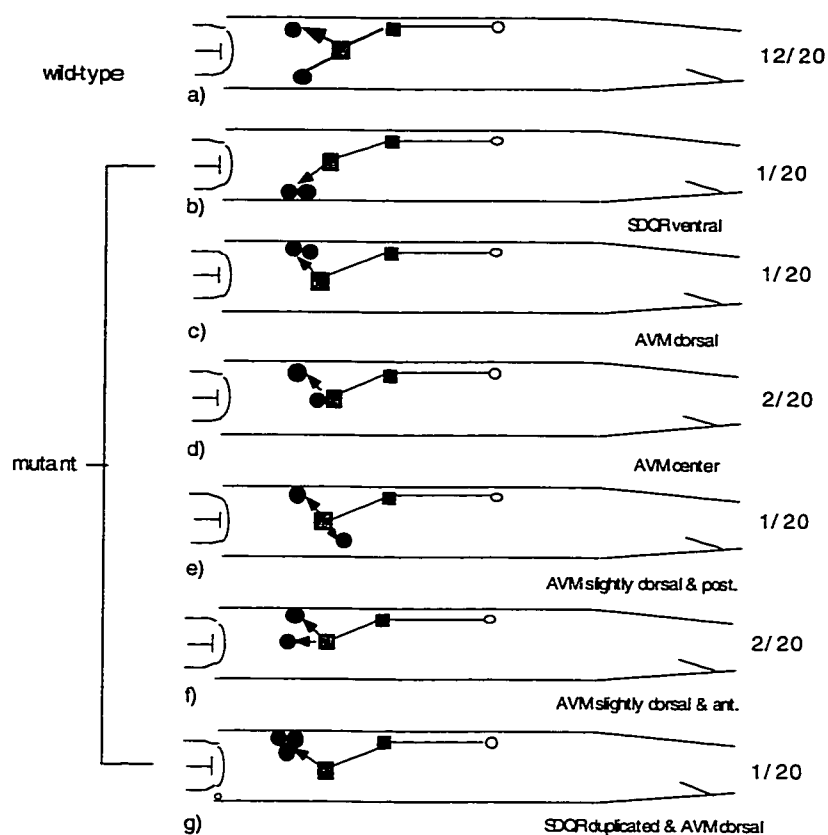 wild-type
12/20
a)
1/20
b)
SDQR ventral
1/20
c)
AVM dorsal
2/20
d)
AVM center
mutant
1/20
e)
AVM slightly dorsal & post.
2/20
f)
AVM slightly dorsal & ant.
1/20
g)
SDQR duplicated & AVM dorsal